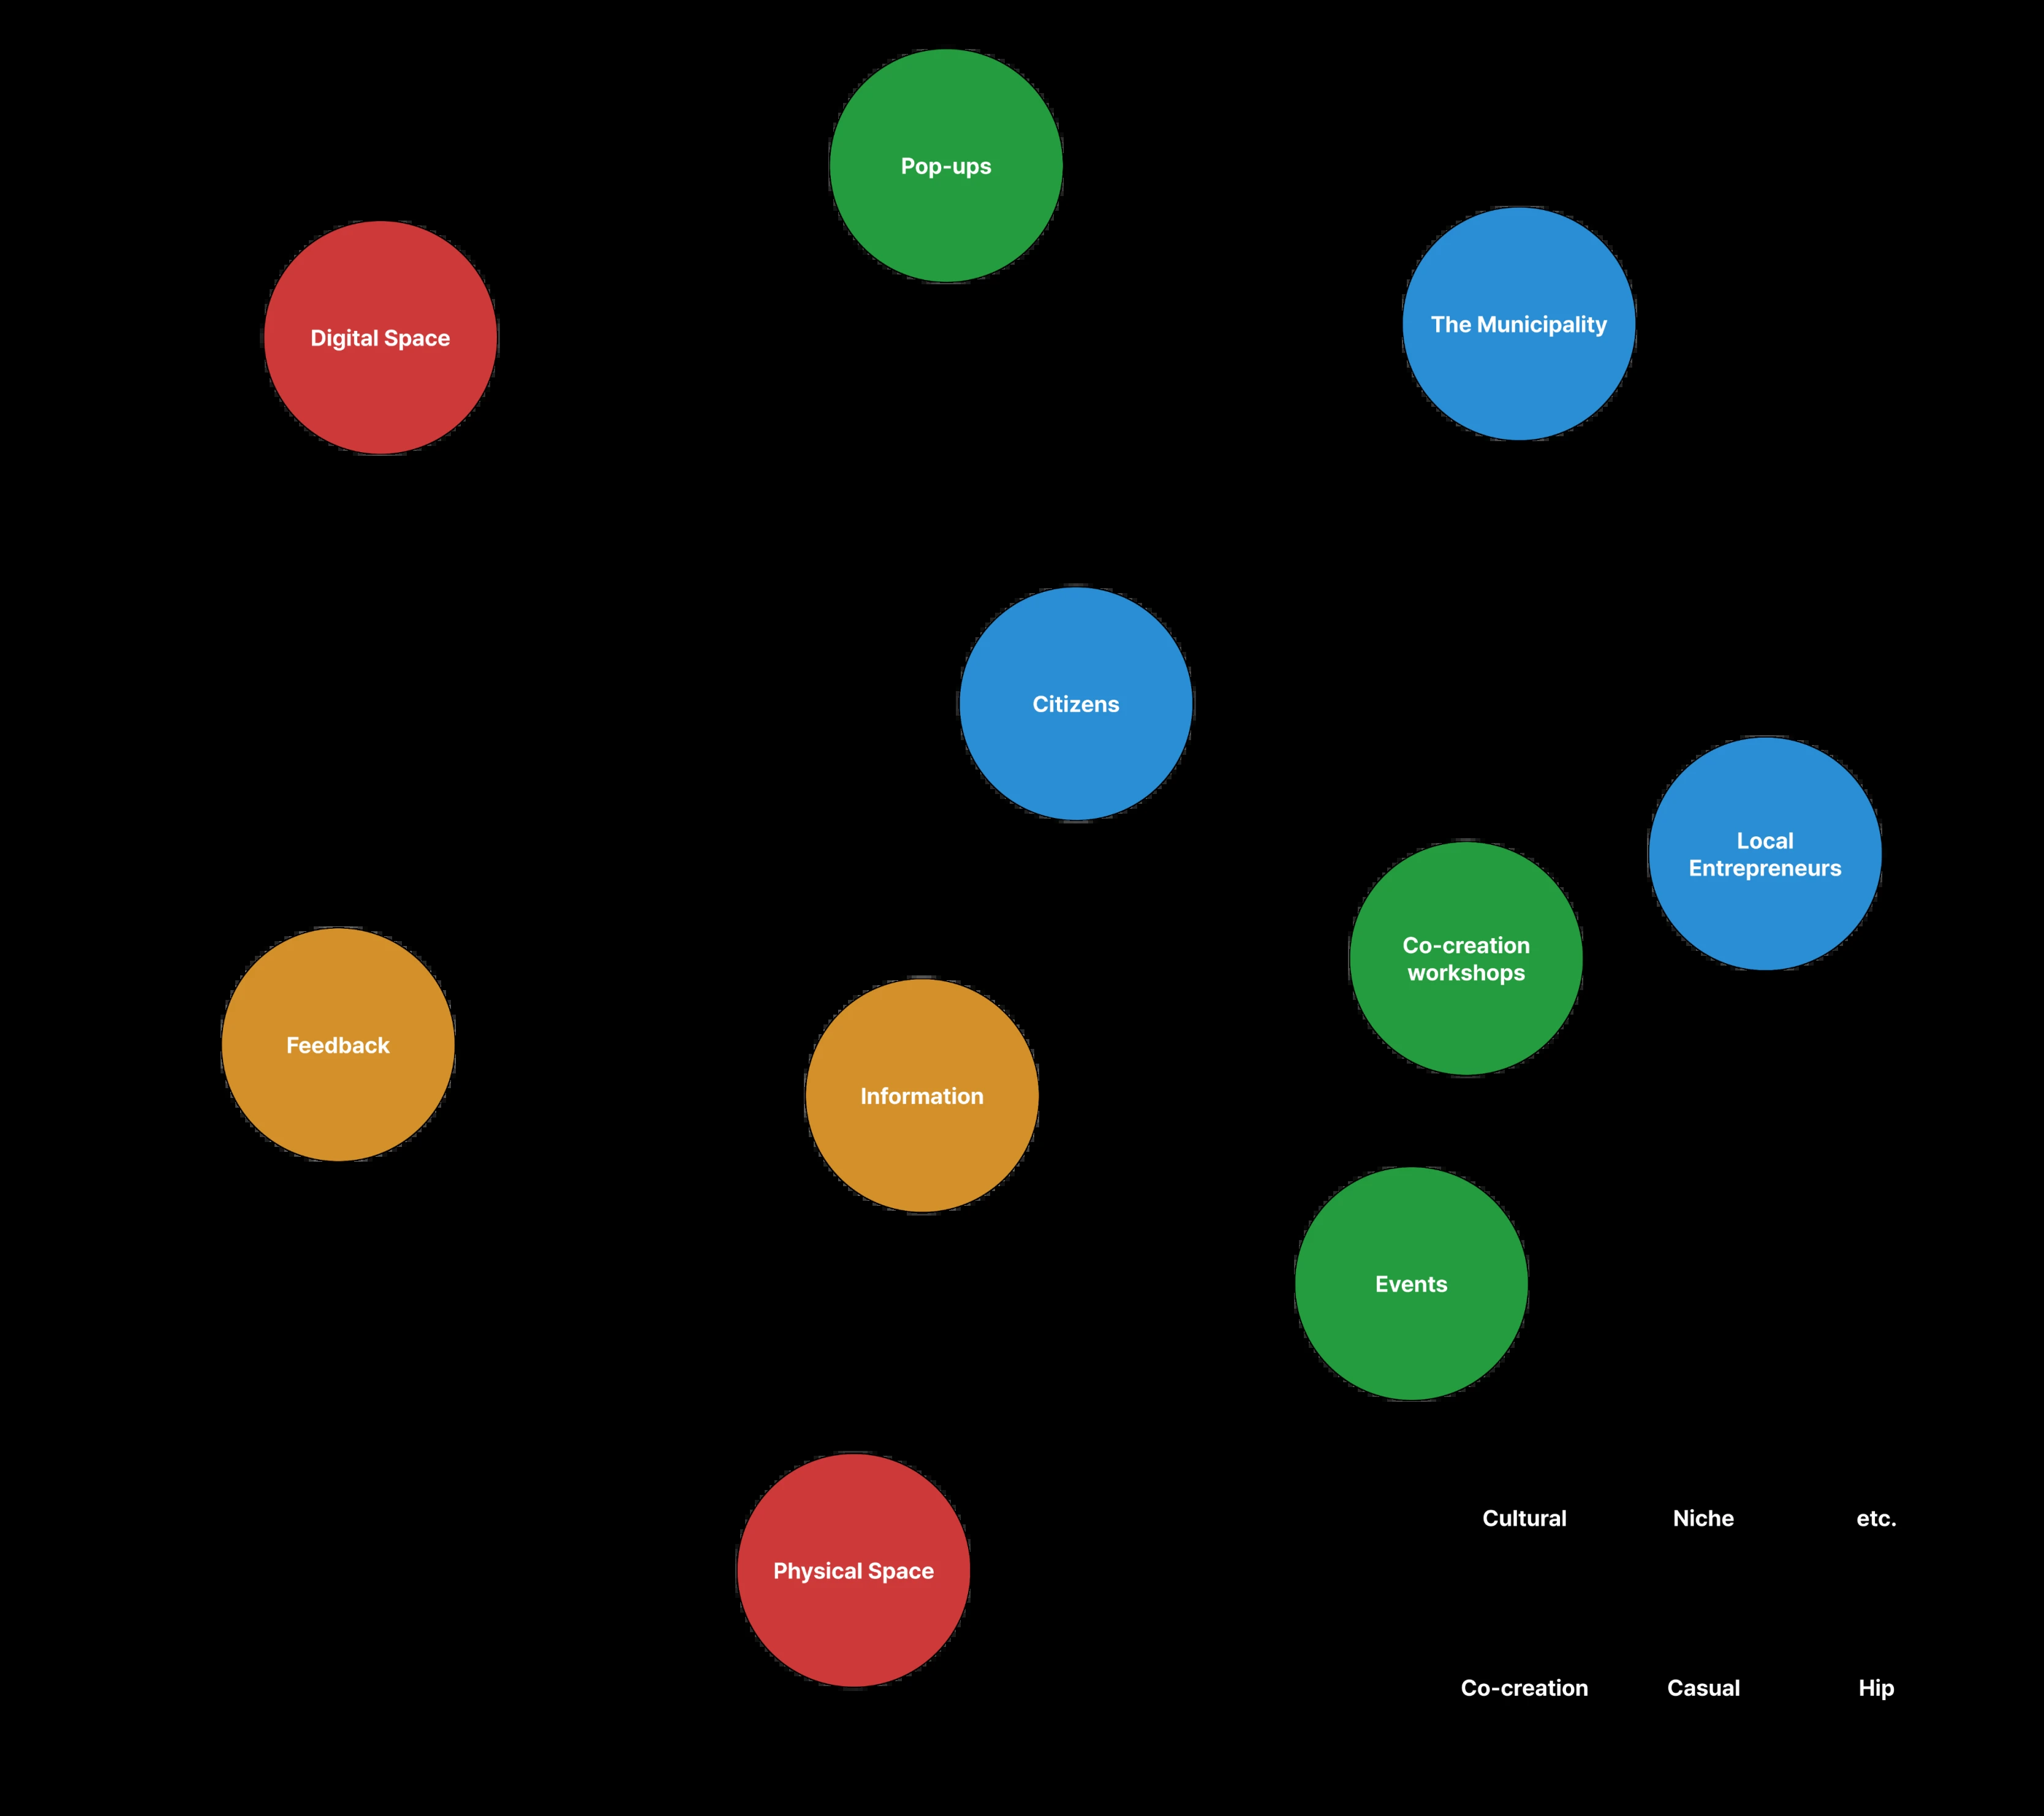 Pop-ups
Digital Space
The Municipality
Citizens
Local
Entrepreneurs
Co-creation
workshops
Feedback
Information
Events
Physical Space
Cultural
Niche
etc.
Co-creation
Casual
Hip